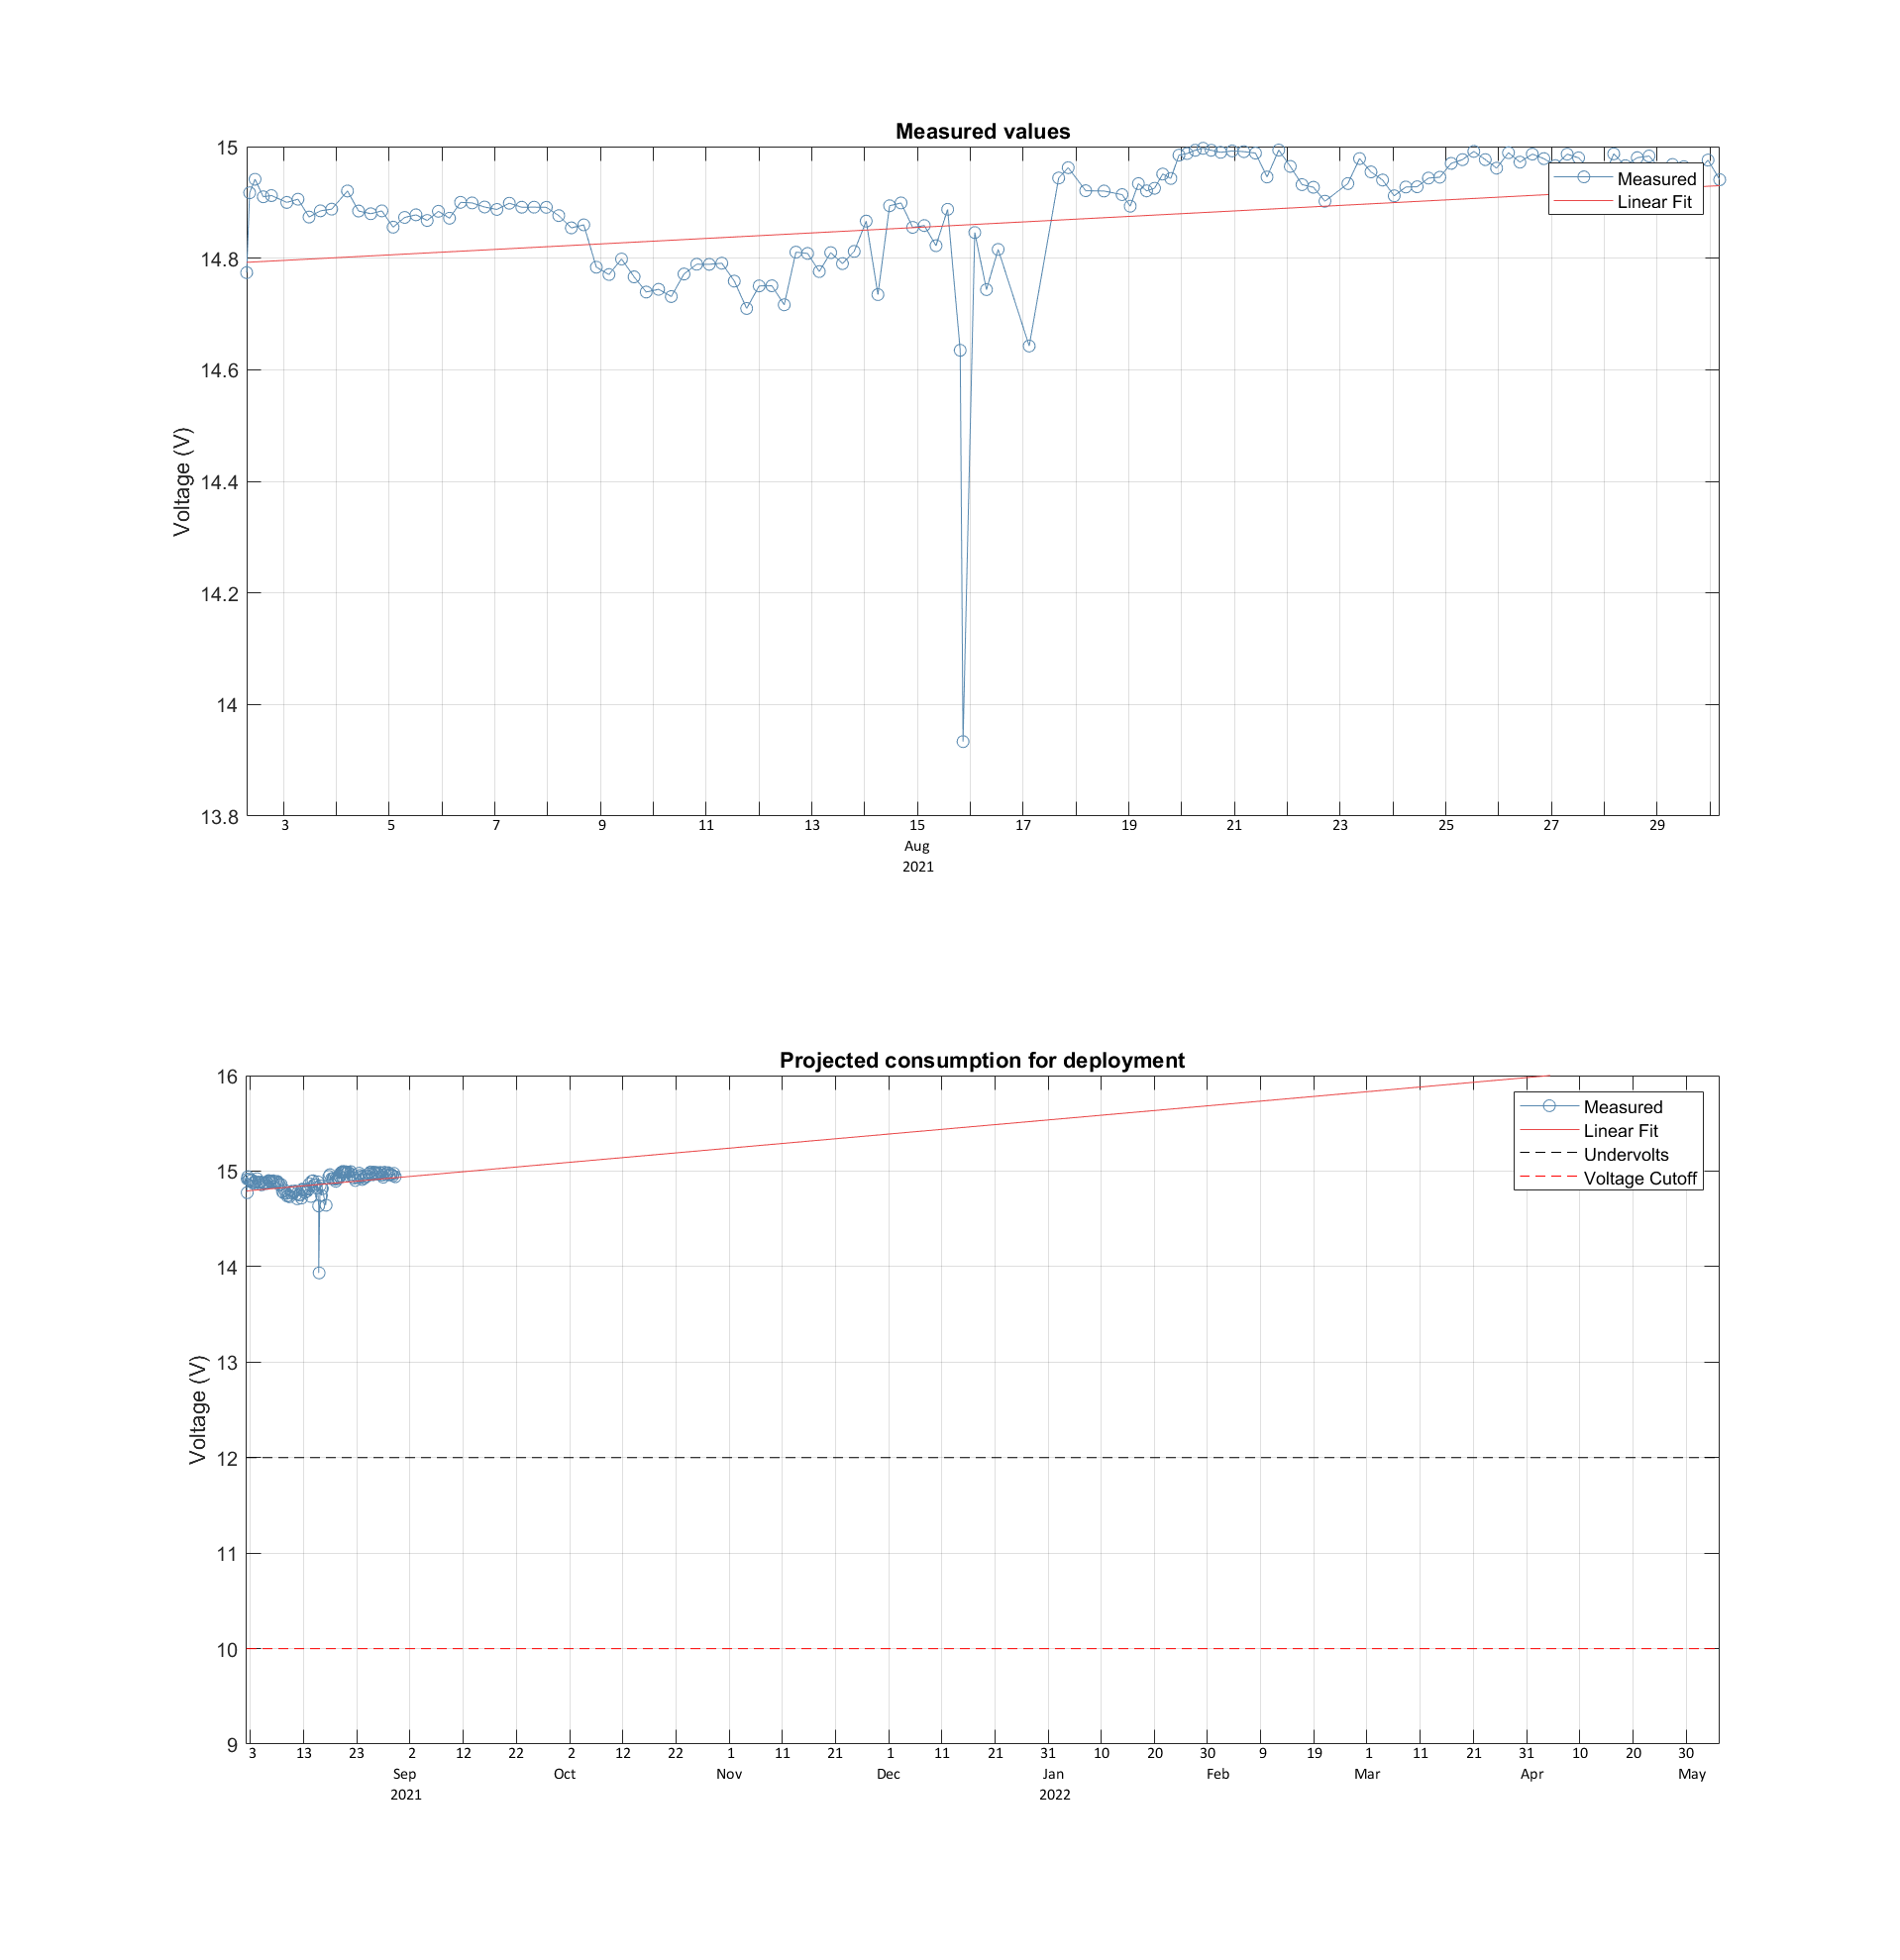 Measured values
15
14.8
14.6
14.4
14.2
14
13.8
Voltage (V)
Measured
Linear Fit
3 5 7 9 11 13 15 17 19 21 23 25 27 29
Aug
2021
Projected consumption for deployment
16
15
14
13
12
11
10
9
Voltage (V)
Measured
Linear Fit
Undervolts
Voltage Cutoff
3 13 23 2 12 22 2 12 22 1 11 21 1 11 21 31 10 20 30 9 19 1 11 21 31 10 20 30
Sep Oct Nov Dec Jan Feb Mar Apr May
2021 2022